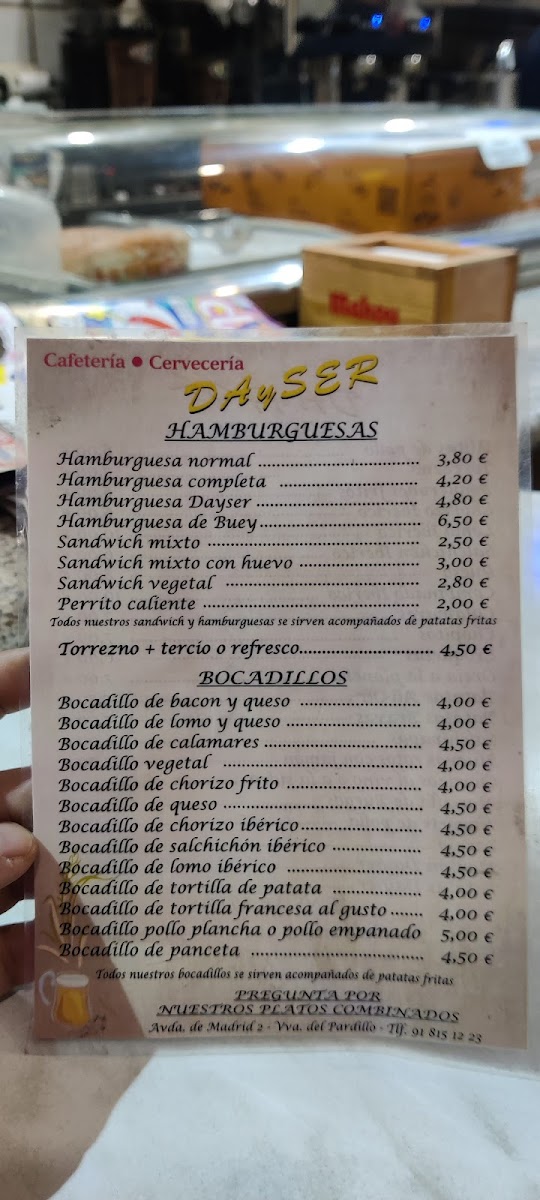 Mahou
Cafetería • Cervecería
DAySER
HAMBURGUESAS
Hamburguesa normal ........................................ 3,80 €
Hamburguesa completa .................................. 4,20 €
Hamburguesa Dayser ........................................ 4,80 €
Hamburguesa de Buey........................................ 6,50 €
Sandwich mixto .................................................... 2,50 €
Sandwich mixto con huevo .............................. 3,00 €
Sandwich vegetal ................................................ 2,80 €
Perrito caliente ..................................................... 2,00 €
Todos nuestros sandwich y hamburguesas se sirven acompañados de patatas fritas
Torrezno + tercio o refresco................................. 4,50 €
BOCADILLOS
Bocadillo de bacon y queso .............................. 4,00 €
Bocadillo de lomo y queso ................................. 4,00 €
Bocadillo de calamares ....................................... 4,50 €
Bocadillo vegetal ................................................. 4,00 €
Bocadillo de chorizo frito .................................. 4,00 €
Bocadillo de queso ................................................. 4,50 €
Bocadillo de chorizo ibérico.............................. 4,50 €
Bocadillo de salchichón ibérico ...................... 4,50 €
Bocadillo de lomo ibérico .................................. 4,50 €
Bocadillo de tortilla de patata ...................... 4,00 €
Bocadillo de tortilla francesa al gusto ....... 4,00 €
Bocadillo pollo plancha o pollo empanado 5,00 €
Bocadillo de panceta .......................................... 4,50 €
Todos nuestros bocadillos se sirven acompañados de patatas fritas
PREGUNTA POR
NUESTROS PLATOS COMBINADOS
Avda. de Madrid 2 - Vva. del Pardillo - Tlf. 91 815 12 23